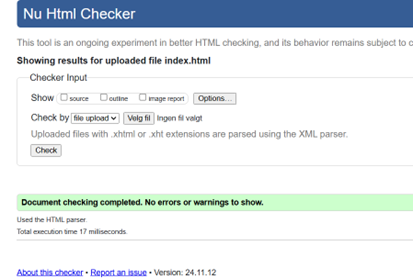 Nu Html Checker
This tool is an ongoing experiment in better HTML checking, and its behavior remains subject to
Showing results for uploaded file index.html
Checker Input
Show source outline image report Options...
Check by file upload Velg fil Ingen fil valgt
Uploaded files with .xhtml or .xht extensions are parsed using the XML parser.
Check
Document checking completed. No errors or warnings to show.
Used the HTML parser.
Total execution time 17 milliseconds.
About this checker • Report an issue • Version: 24.11.12